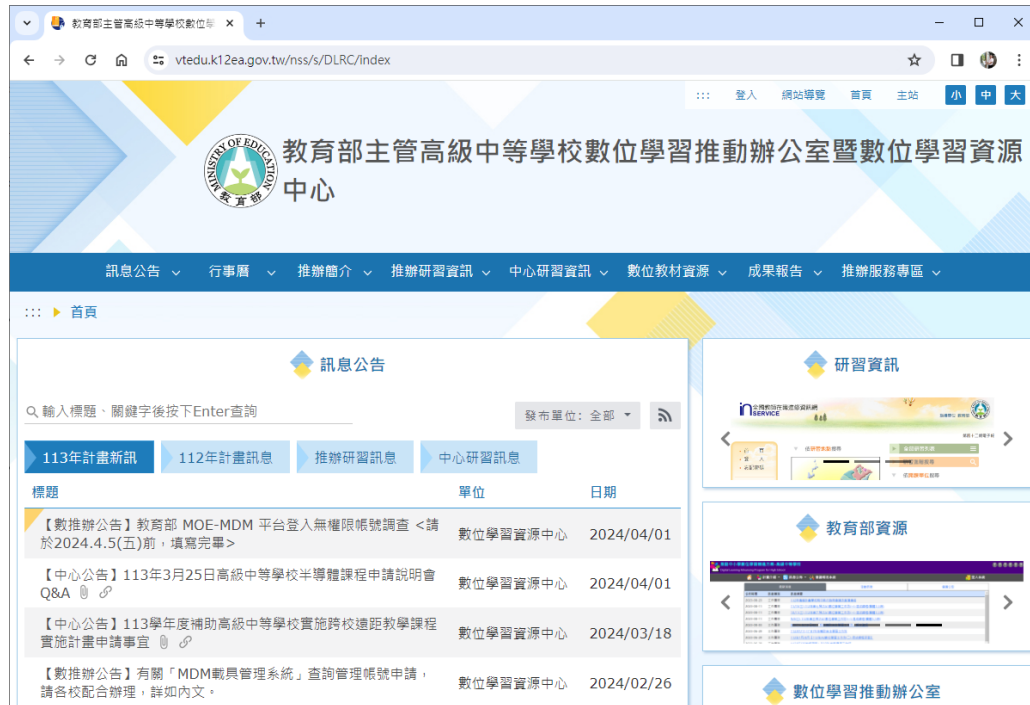 教育部主管高級中等學校數位學
vtedu.k12ea.gov.tw/nss/s/DLRC/index
::: 登入 網站導覽 首頁 主站 小 中 大
MINISTRY OF EDUCATION
教育部
教育部主管高級中等學校數位學習推動辦公室暨數位學習資源
中心
訊息公告 行事曆 推辦簡介 推辦研習資訊 中心研習資訊 數位教材資源 成果報告 推辦服務專區
::: 首頁
訊息公告
輸入標題、關鍵字後按下Enter查詢
發布單位: 全部
113年計畫新訊 112年計畫訊息 推辦研習訊息 中心研習訊息
標題 單位 日期
【數推辦公告】教育部 MOE-MDM 平台登入無權限帳號調查 <請
於2024.4.5(五)前，填寫完畢>
數位學習資源中心 2024/04/01
【中心公告】113年3月25日高級中等學校半導體課程申請說明會
Q&A
數位學習資源中心 2024/04/01
【中心公告】113學年度補助高級中等學校實施跨校遠距教學課程
實施計畫申請事宜
數位學習資源中心 2024/03/18
【數推辦公告】有關「MDM載具管理系統」查詢管理帳號申請，
請各校配合辦理，詳如內文。
數位學習資源中心 2024/02/26
研習資訊
全國教師在職進修資訊網
inSERVICE
教育部資源
數位學習推動辦公室